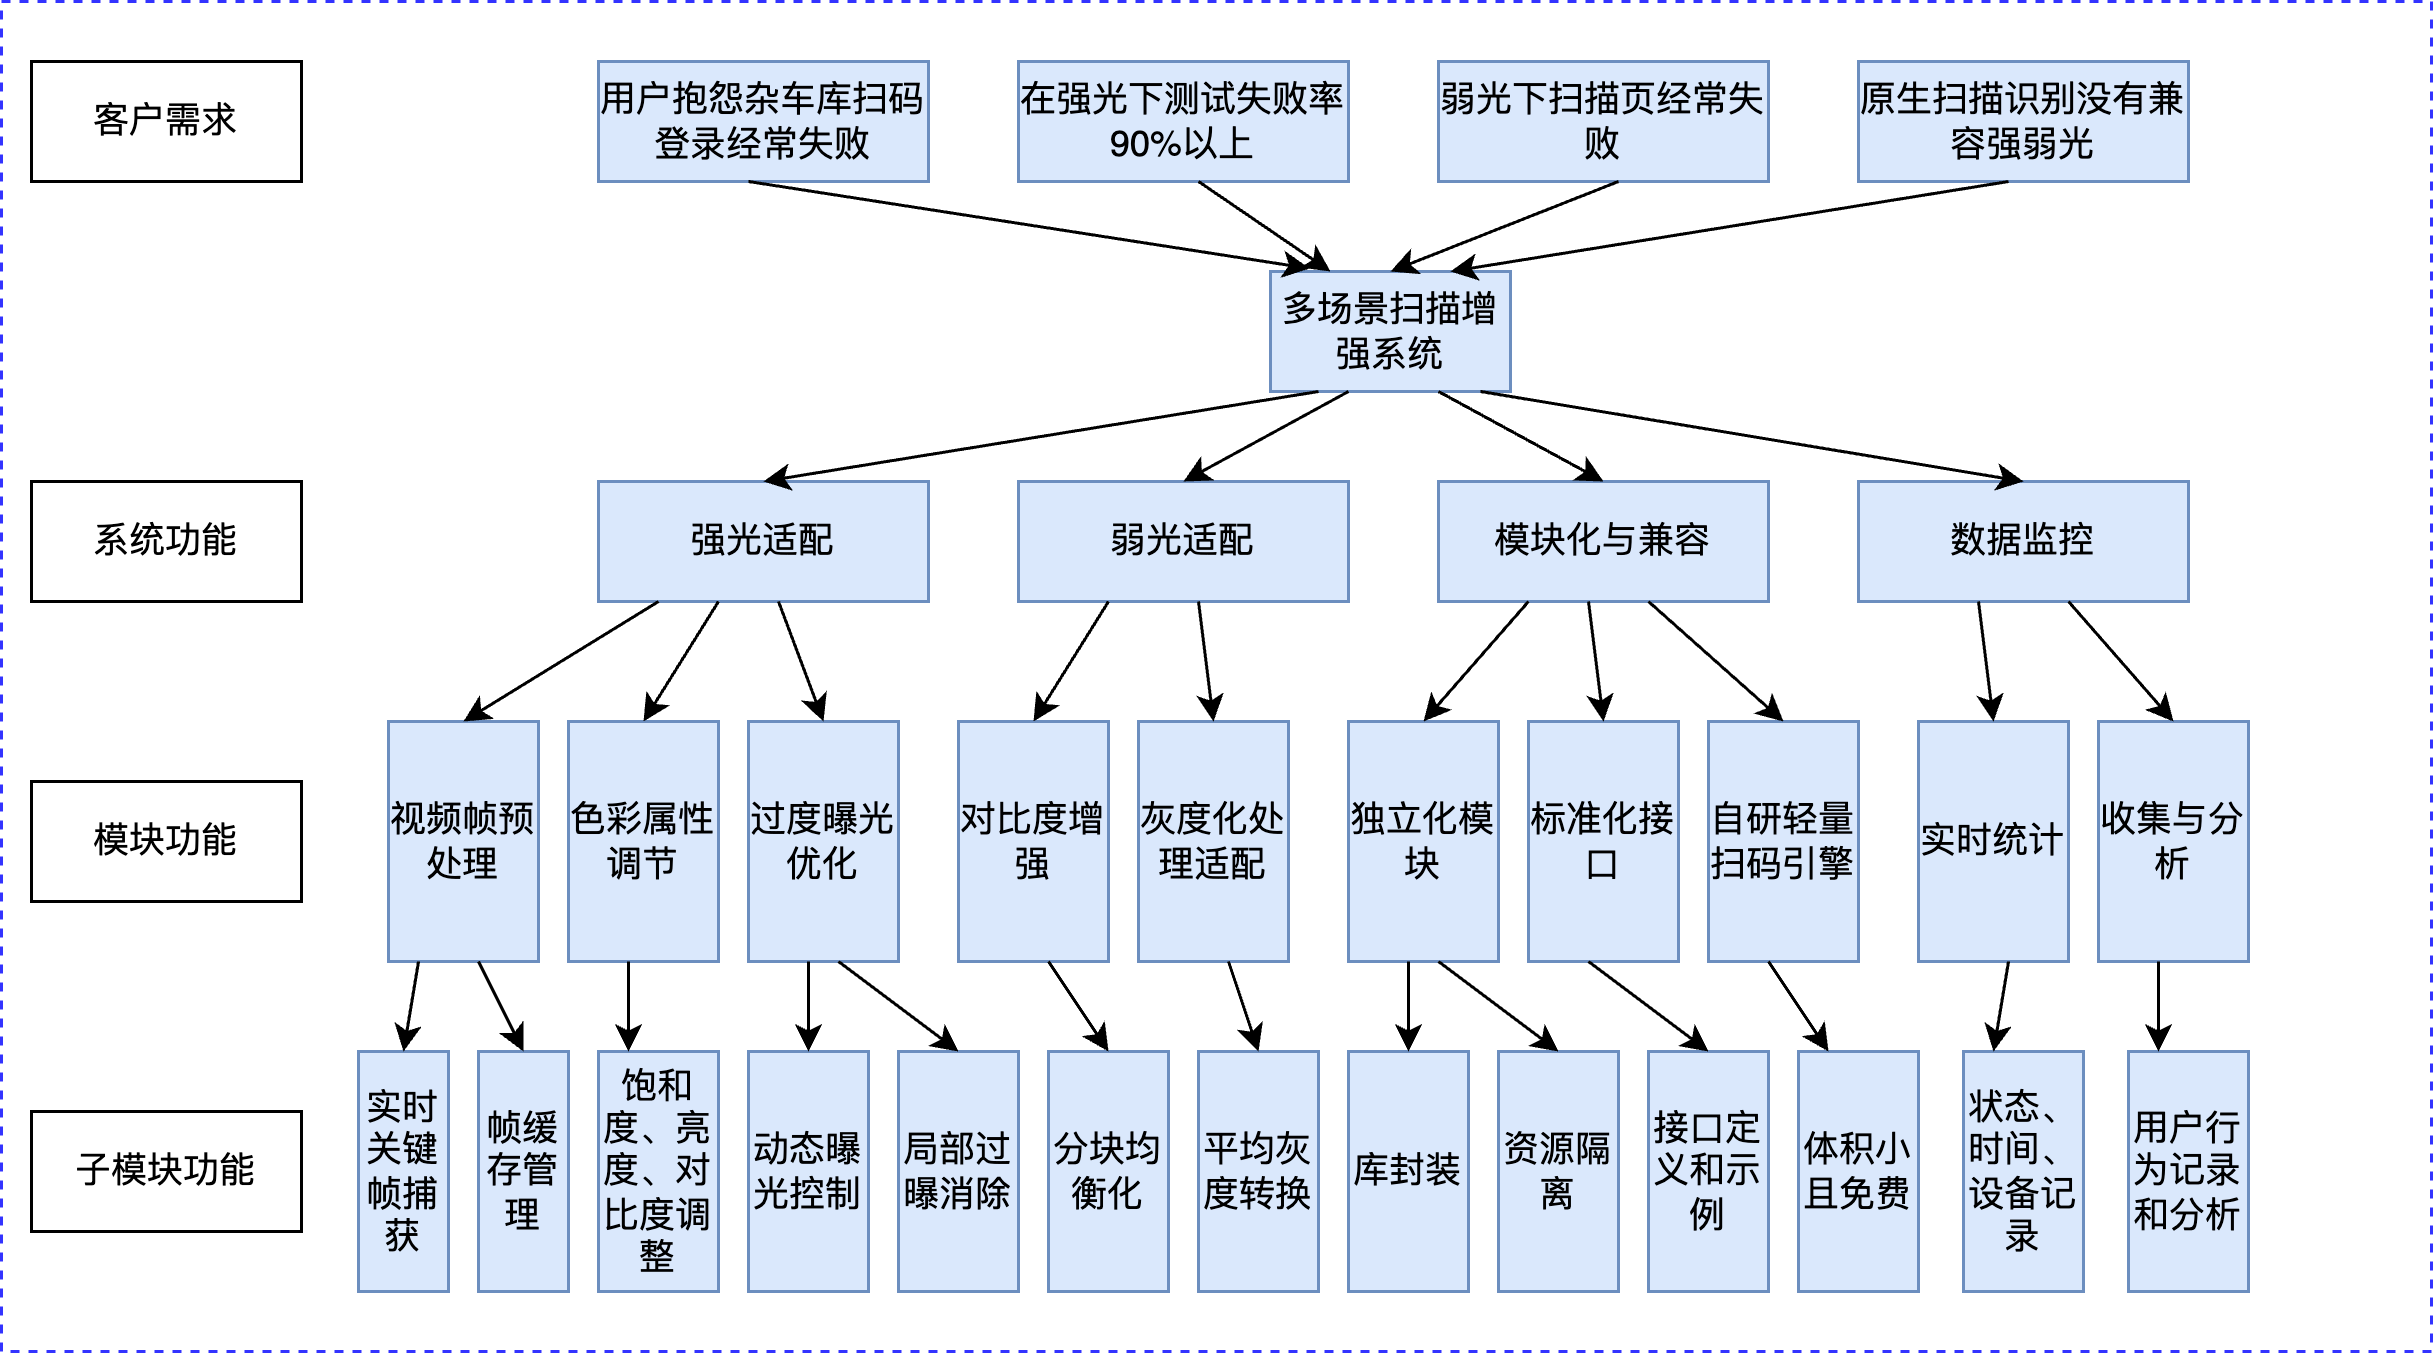 客户需求
用户抱怨杂车库扫码
登录经常失败
在强光下测试失败率
90%以上
弱光下扫描页经常失
败
原生扫描识别没有兼
容强弱光
多场景扫描增
强系统
系统功能
强光适配
弱光适配
模块化与兼容
数据监控
模块功能
视频帧预
处理
色彩属性
调节
过度曝光
优化
对比度增
强
灰度化处
理适配
独立化模
块
标准化接
口
自研轻量
扫码引擎
实时统计
收集与分
析
子模块功能
实时
关键
帧捕
获
帧缓
存管
理
饱和
度、亮
度、对
比度调
整
动态曝
光控制
局部过
曝消除
分块均
衡化
平均灰
度转换
库封装
资源隔
离
接口定
义和示
例
体积小
且免费
状态、
时间、
设备记
录
用户行
为记录
和分析